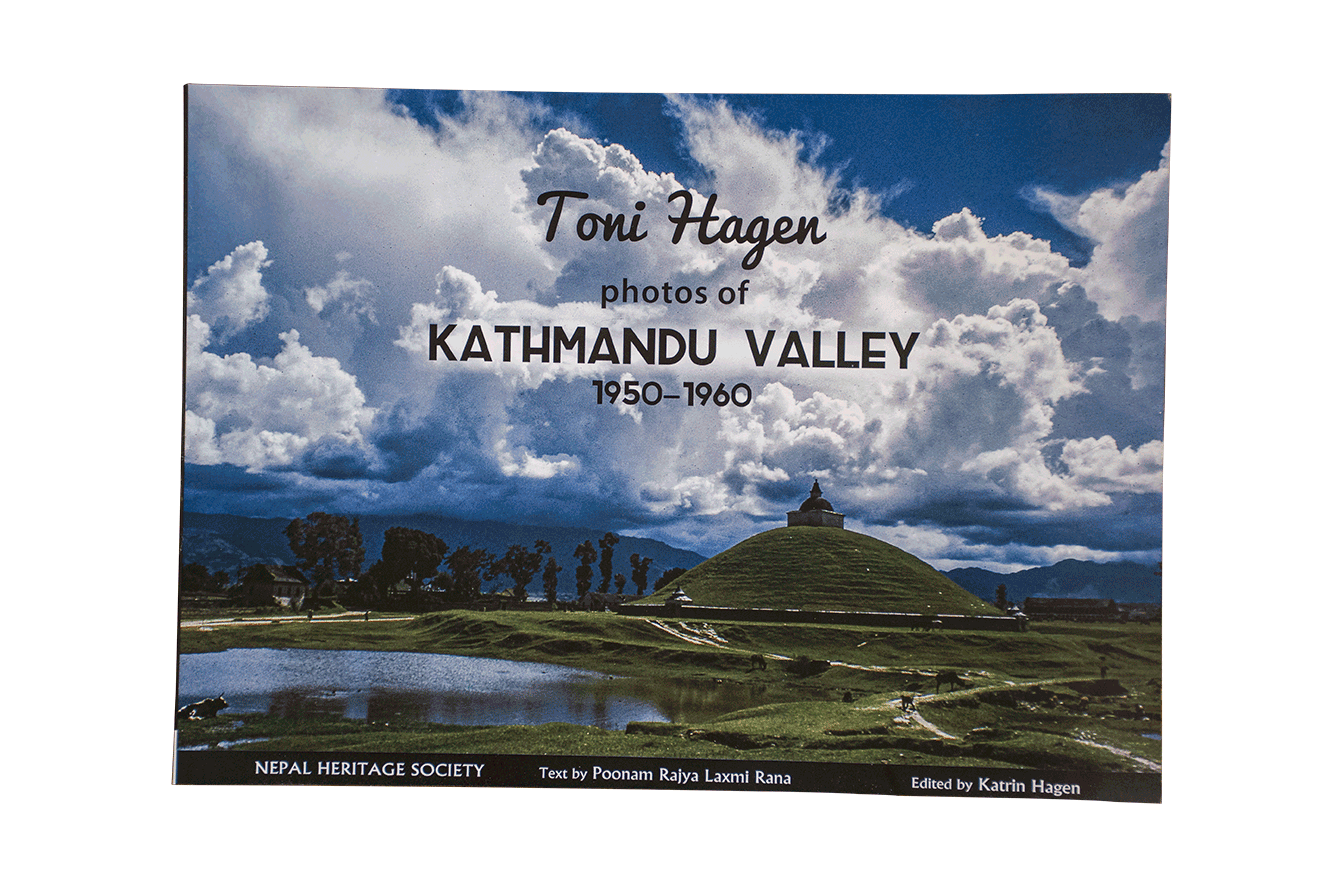 Toni Hagen
photos of
KATHMANDU VALLEY
1950–1960
NEPAL HERITAGE SOCIETY Text by Poonam Rajya Laxmi Rana Edited by Katrin Hagen